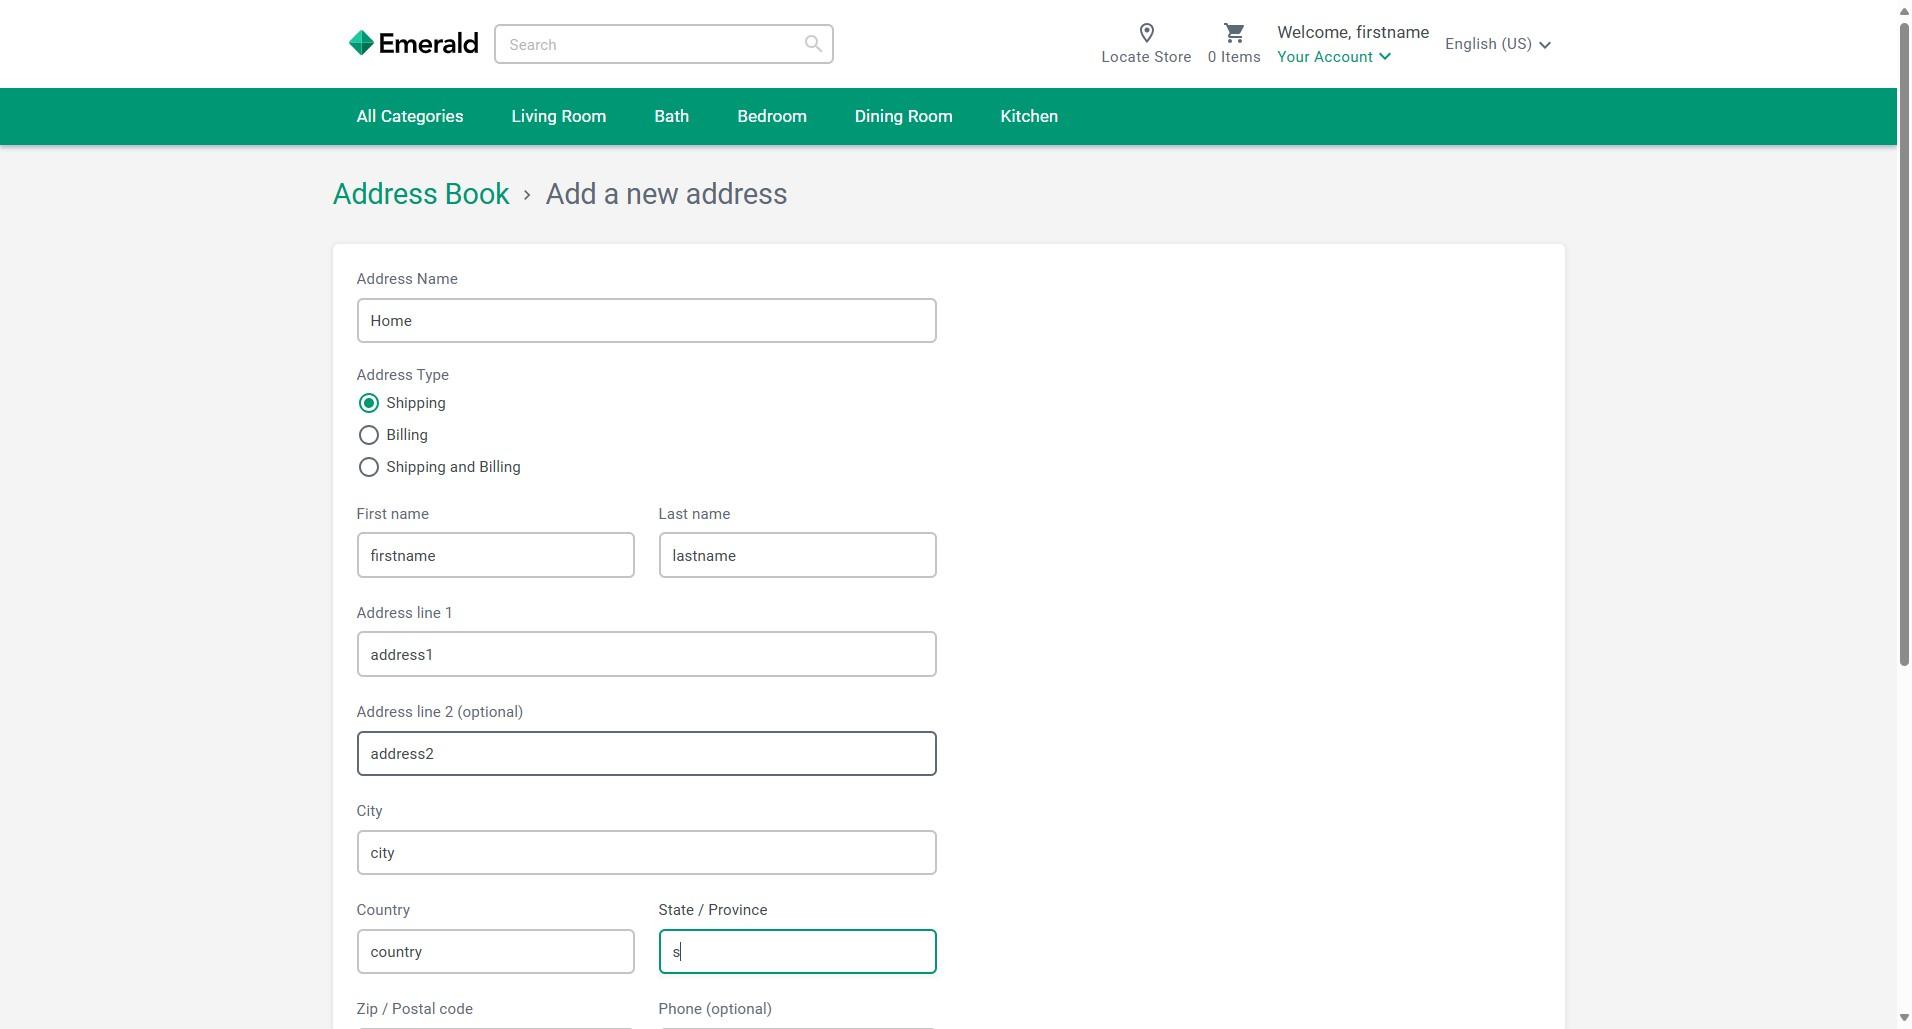 Emerald
Search
Locate Store
0 Items
Welcome, firstname
Your Account
English (US)
All Categories
Living Room
Bath
Bedroom
Dining Room
Kitchen
Address Book › Add a new address
Address Name
Home
Address Type
Shipping
Billing
Shipping and Billing
First name
Last name
firstname
lastname
Address line 1
address1
Address line 2 (optional)
address2
City
city
Country
State / Province
country
s
Zip / Postal code
Phone (optional)